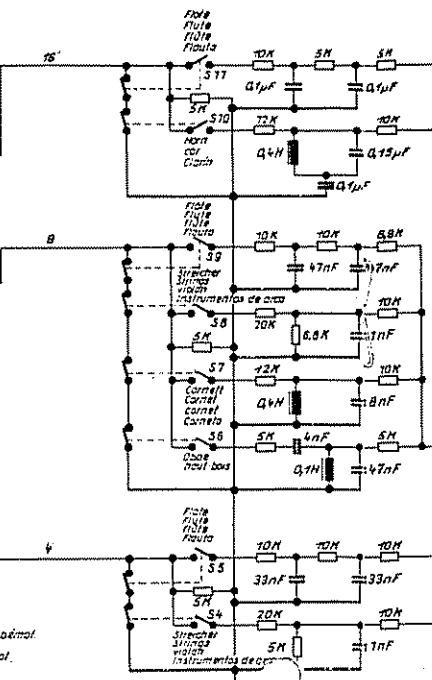 Flöte
Flute
Flûte
Flauta
16'
S11
10K
5K
5K
0,1µF
0,1µF
5K
S10
12K
10K
Horn
cor
Clarin
0,4H
0,15µF
0,1µF
Flöte
Flute
Flûte
Flauta
8
S9
10K
10K
6,8K
Streicher
Strings
violon
Instrumentos de arco
47nF
47nF
S8
20K
10K
5K
6,8K
1nF
S7
12K
10K
Cornett
Cornet
cornet
Corneta
0,4H
8nF
S6
5K
4nF
5K
Oboe
haut-bois
0,1H
47nF
Flöte
Flute
Flûte
Flauta
4'
S5
10K
10K
10K
33nF
33nF
5K
S4
20K
10K
Streicher
Strings
violon
Instrumentos de
5K
1nF
bémol.